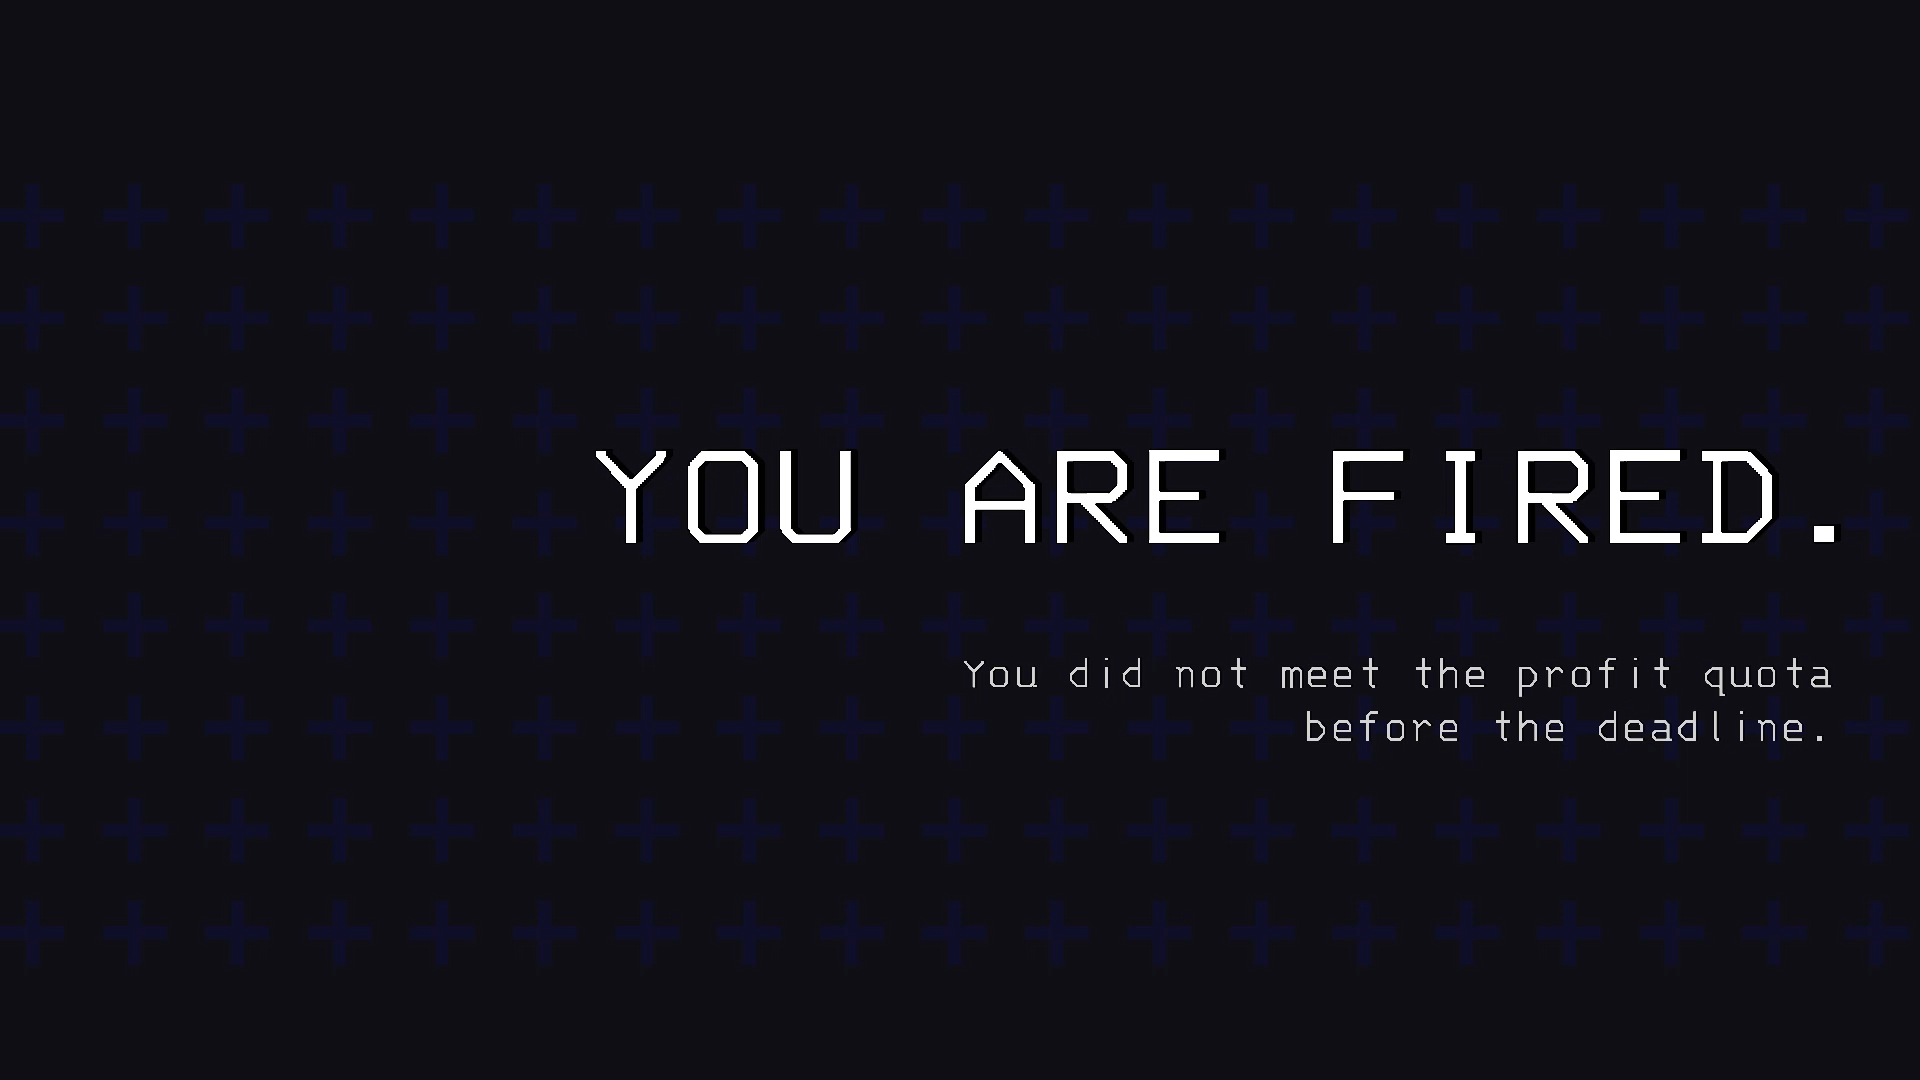 YOU ARE FIRED.
You did not meet the profit quota
before the deadline.